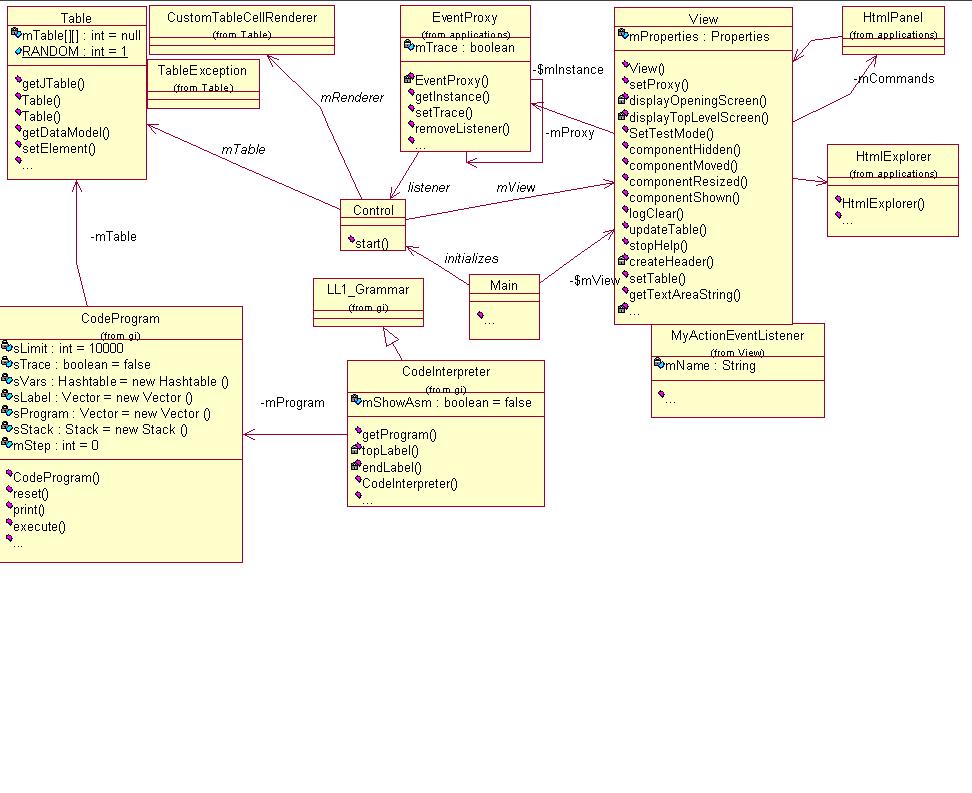 Table
mTable[][] : int = null
RANDOM : int = 1
getJTable()
Table()
Table()
getDataModel()
setElement()
...
CustomTableCellRenderer
(from Table)
TableException
(from Table)
EventProxy
(from applications)
mTrace : boolean
EventProxy()
getInstance()
setTrace()
removeListener()
...
-$mInstance
-mProxy
View
mProperties : Properties
View()
setProxy()
displayOpeningScreen()
displayTopLevelScreen()
SetTestMode()
componentHidden()
componentMoved()
componentResized()
componentShown()
logClear()
updateTable()
stopHelp()
createHeader()
setTable()
getTextAreaString()
...
HtmlPanel
(from applications)
-mCommands
HtmlExplorer
(from applications)
HtmlExplorer()
...
mRenderer
mTable
listener
mView
Control
start()
initializes
-$mView
Main
...
-mTable
LL1_Grammar
(from gi)
MyActionEventListener
(from View)
mName : String
...
CodeProgram
(from gi)
sLimit : int = 10000
sTrace : boolean = false
sVars : Hashtable = new Hashtable ()
sLabel : Vector = new Vector ()
sProgram : Vector = new Vector ()
sStack : Stack = new Stack ()
mStep : int = 0
CodeProgram()
reset()
print()
execute()
...
-mProgram
CodeInterpreter
(from gi)
mShowAsm : boolean = false
getProgram()
topLabel()
endLabel()
CodeInterpreter()
...